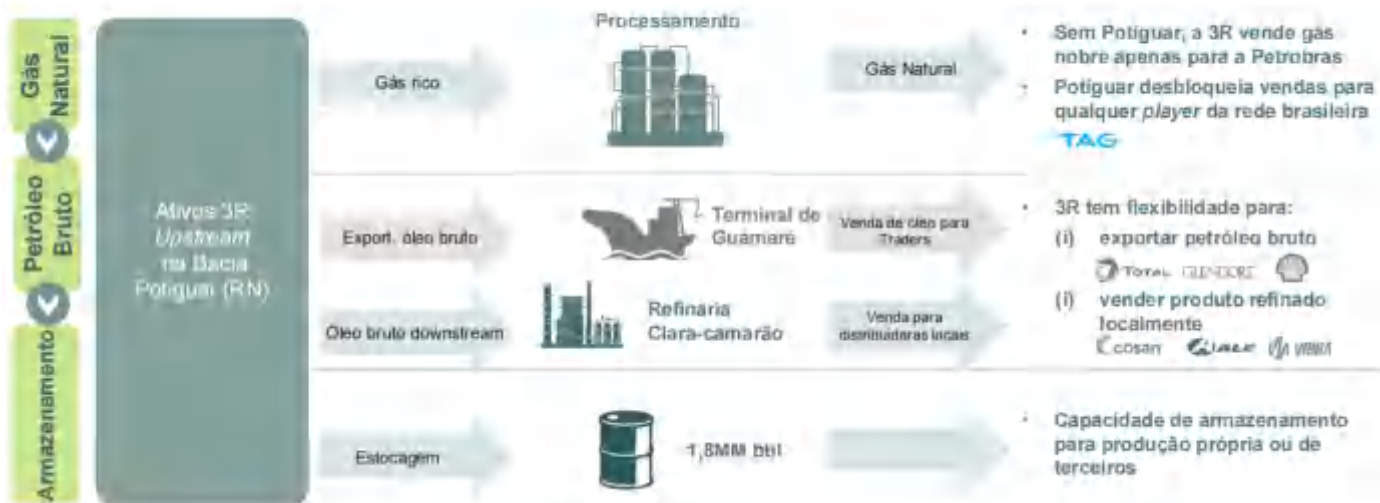 Gás Natural
Petróleo Bruto
Armazenamento
Ativos 3R
Upstream
na Bacia
Potiguar (RN)
Gás rico
Processamento
Gás Natural
• Sem Potiguar, a 3R vende gás
nobre apenas para a Petrobras
• Potiguar desbloqueia vendas para
qualquer player da rede brasileira
TAG
Export. óleo bruto
Terminal de
Guamaré
Venda de óleo para
Traders
• 3R tem flexibilidade para:
(i) exportar petróleo bruto
TOTAL GLENCORE
Óleo bruto downstream
Refinaria
Clara-camarão
Venda para
distribuidoras locais
(i) vender produto refinado
localmente
cosan ALE VIBRA
Estocagem
1,8MM bbl
• Capacidade de armazenamento
para produção própria ou de
terceiros